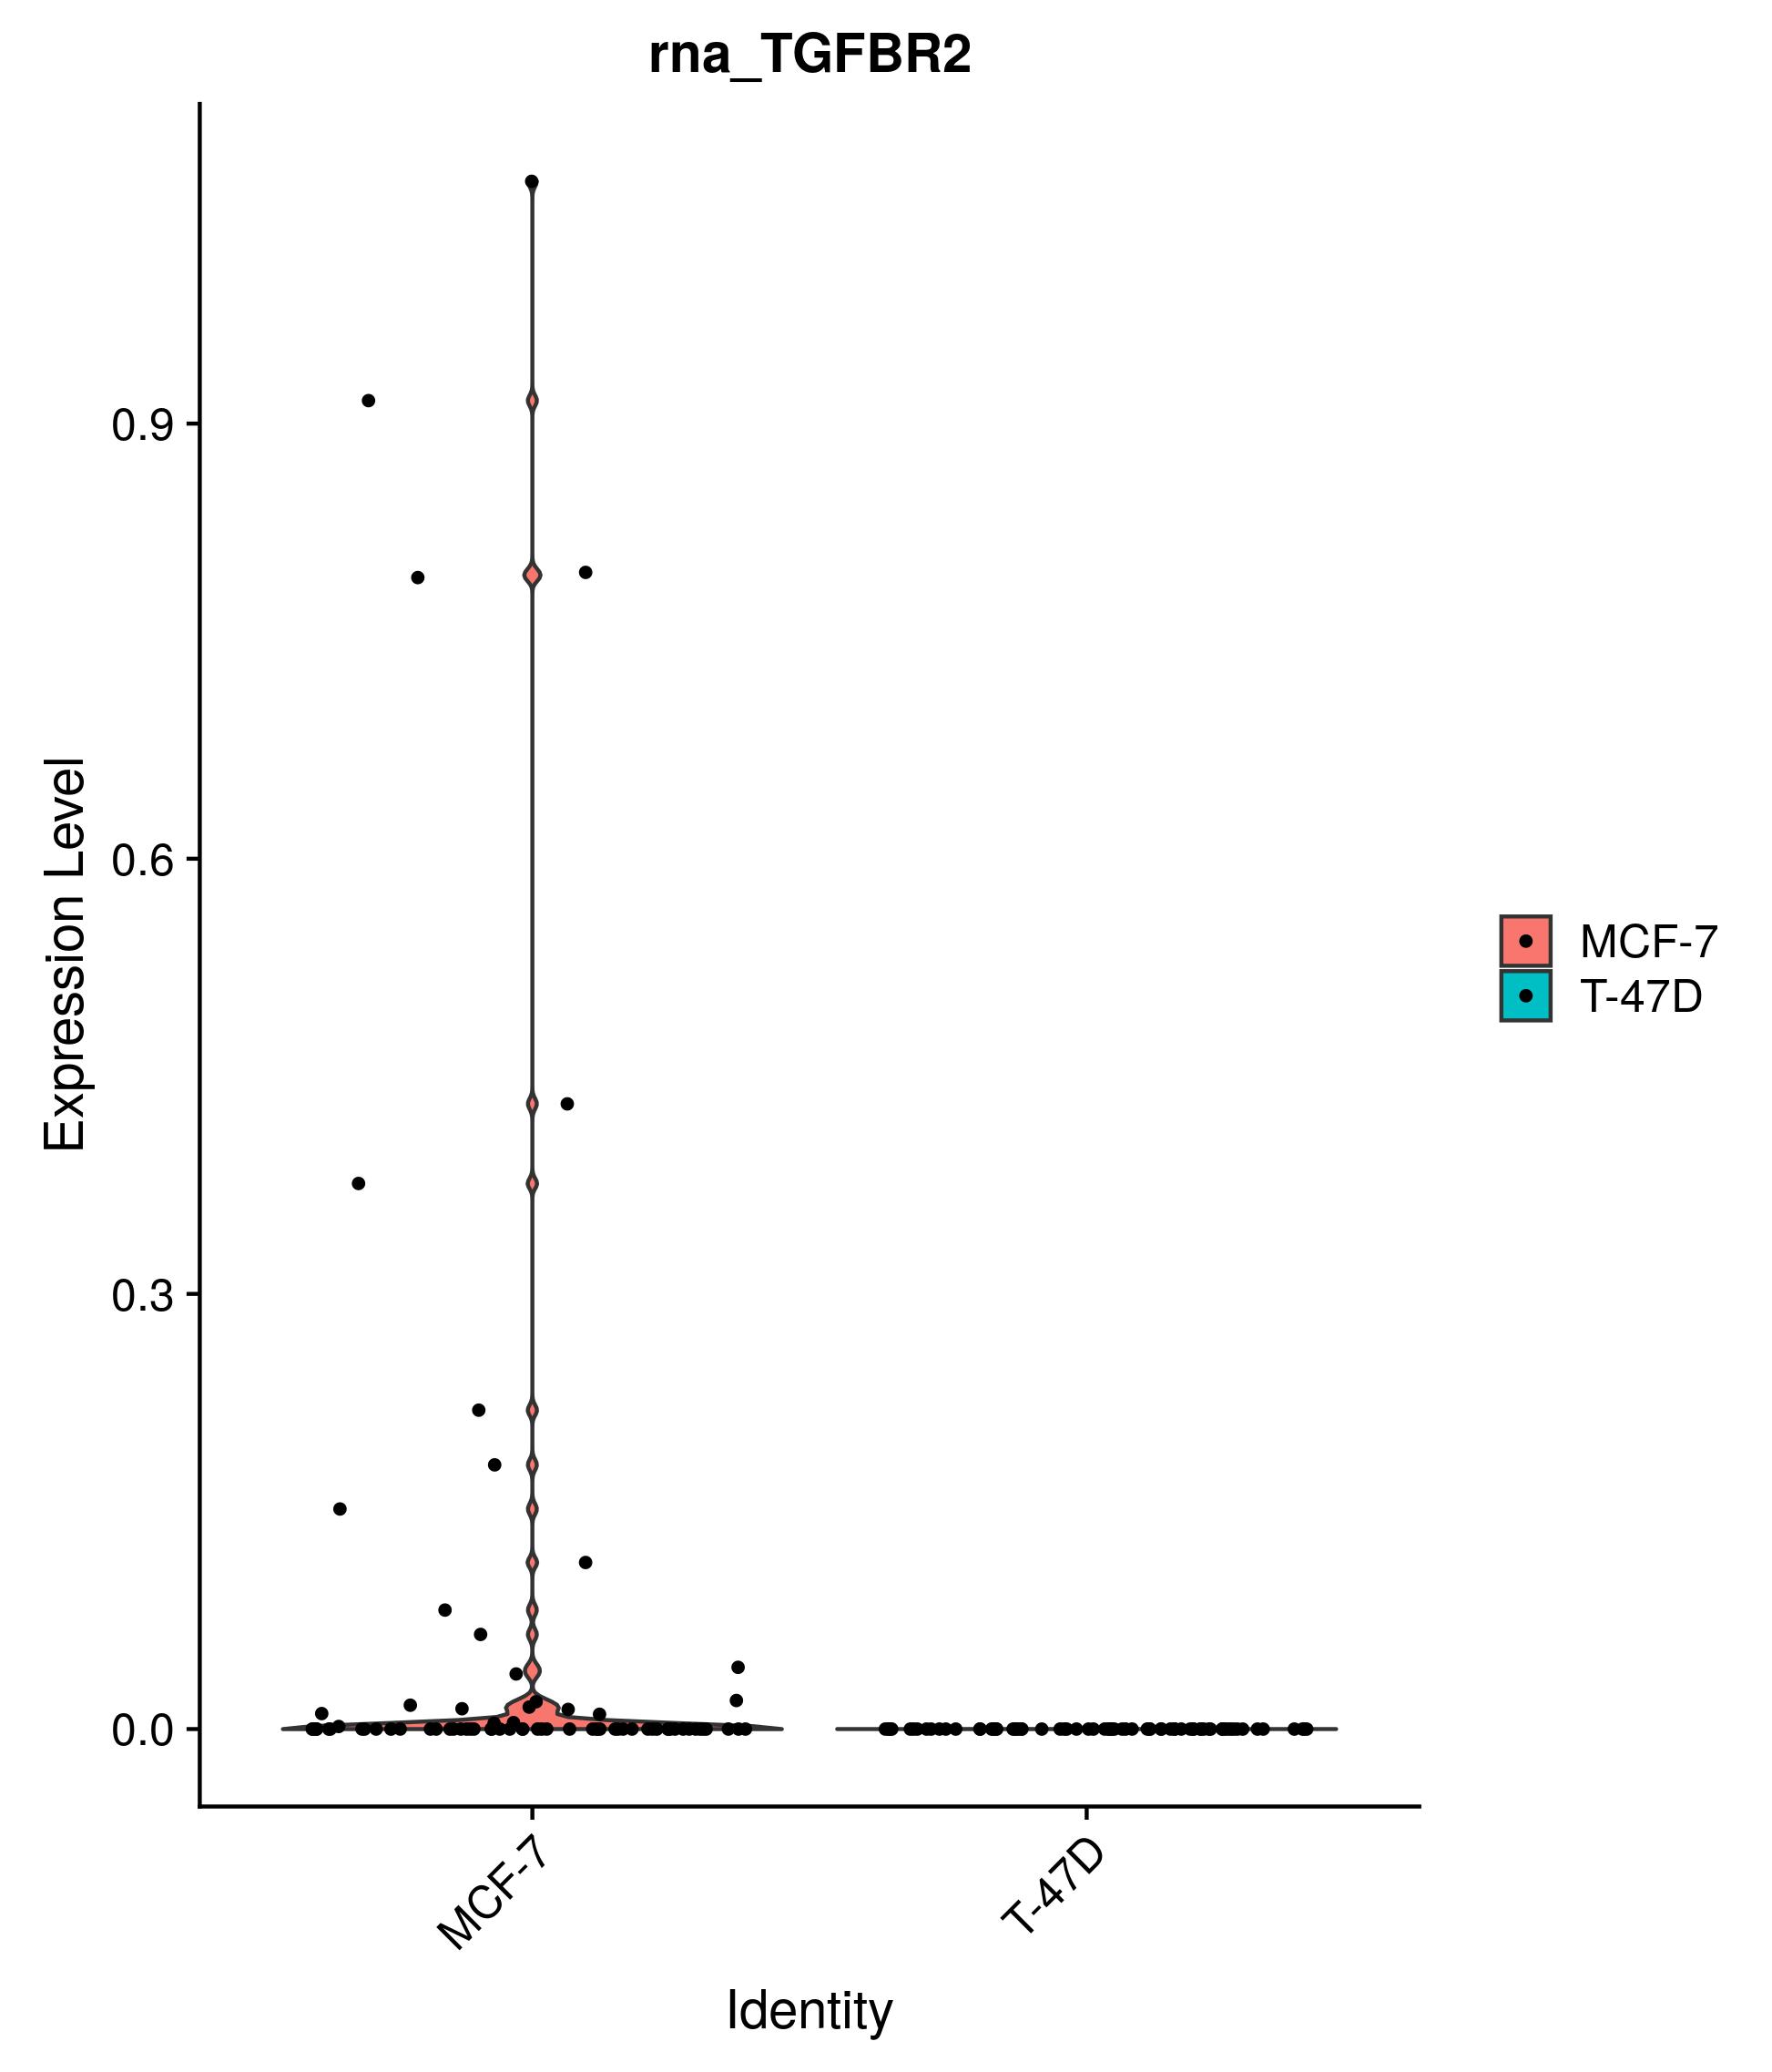 rna_TGFBR2
Expression Level
0.9
0.6
0.3
0.0
MCF-7
T-47D
Identity
MCF-7
T-47D